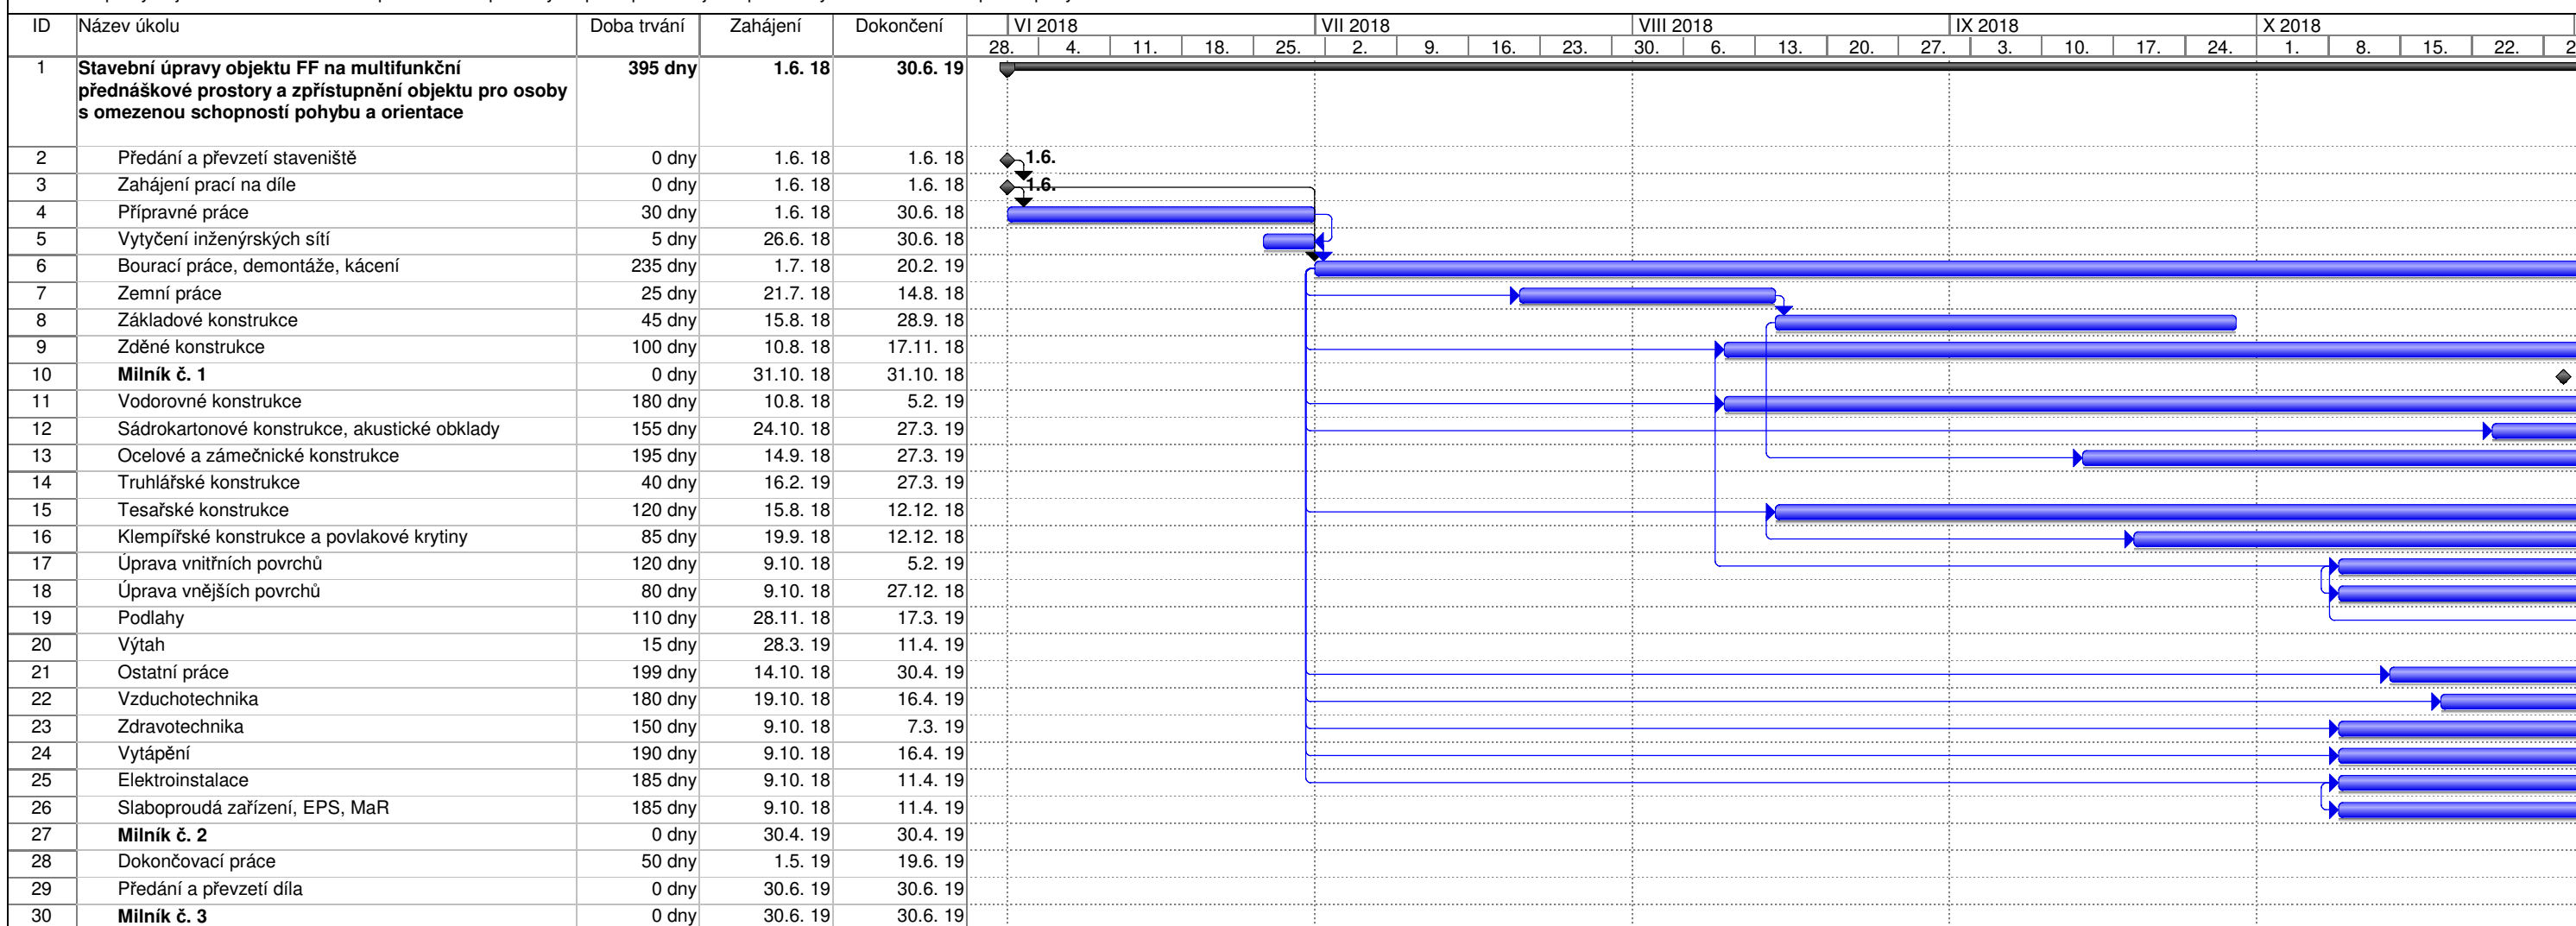 ID Název úkolu Doba trvání Zahájení Dokončení VI 2018 VII 2018 VIII 2018 IX 2018 X 2018
28. 4. 11. 18. 25. 2. 9. 16. 23. 30. 6. 13. 20. 27. 3. 10. 17. 24. 1. 8. 15. 22.
1 Stavební úpravy objektu FF na multifunkční 395 dny 1.6. 18 30.6. 19
přednáškové prostory a zpřístupnění objektu pro osoby
s omezenou schopností pohybu a orientace
2 Předání a převzetí staveniště 0 dny 1.6. 18 1.6. 18 1.6.
3 Zahájení prací na díle 0 dny 1.6. 18 1.6. 18 1.6.
4 Přípravné práce 30 dny 1.6. 18 30.6. 18
5 Vytyčení inženýrských sítí 5 dny 26.6. 18 30.6. 18
6 Bourací práce, demontáže, kácení 235 dny 1.7. 18 20.2. 19
7 Zemní práce 25 dny 21.7. 18 14.8. 18
8 Základové konstrukce 45 dny 15.8. 18 28.9. 18
9 Zděné konstrukce 100 dny 10.8. 18 17.11. 18
10 Milník č. 1 0 dny 31.10. 18 31.10. 18
11 Vodorovné konstrukce 180 dny 10.8. 18 5.2. 19
12 Sádrokartonové konstrukce, akustické obklady 155 dny 24.10. 18 27.3. 19
13 Ocelové a zámečnické konstrukce 195 dny 14.9. 18 27.3. 19
14 Truhlářské konstrukce 40 dny 16.2. 19 27.3. 19
15 Tesařské konstrukce 120 dny 15.8. 18 12.12. 18
16 Klempířské konstrukce a povlakové krytiny 85 dny 19.9. 18 12.12. 18
17 Úprava vnitřních povrchů 120 dny 9.10. 18 5.2. 19
18 Úprava vnějších povrchů 80 dny 9.10. 18 27.12. 18
19 Podlahy 110 dny 28.11. 18 17.3. 19
20 Výtah 15 dny 28.3. 19 11.4. 19
21 Ostatní práce 199 dny 14.10. 18 30.4. 19
22 Vzduchotechnika 180 dny 19.10. 18 16.4. 19
23 Zdravotechnika 150 dny 9.10. 18 7.3. 19
24 Vytápění 190 dny 9.10. 18 16.4. 19
25 Elektroinstalace 185 dny 9.10. 18 11.4. 19
26 Slaboproudá zařízení, EPS, MaR 185 dny 9.10. 18 11.4. 19
27 Milník č. 2 0 dny 30.4. 19 30.4. 19
28 Dokončovací práce 50 dny 1.5. 19 19.6. 19
29 Předání a převzetí díla 0 dny 30.6. 19 30.6. 19
30 Milník č. 3 0 dny 30.6. 19 30.6. 19